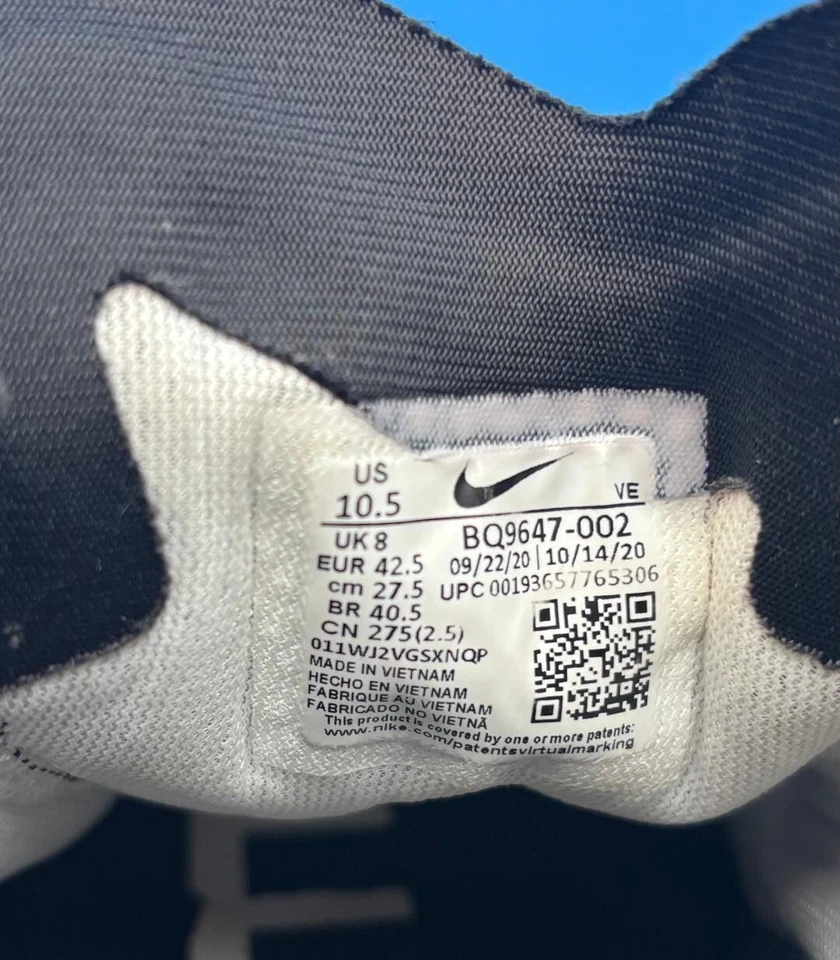 US
10.5
VE
UK 8
EUR 42.5
cm 27.5
BR 40.5
CN 275(2.5)
BQ9647-002
09/22/20 | 10/14/20
UPC 00193657765306
011WJ2VGSXNQP
MADE IN VIETNAM
HECHO EN VIETNAM
FABRIQUE AU VIETNAM
FABRICADO NO VIETNÃ
This product is covered by one or more patents:
www.nike.com/patentsvirtualmarking